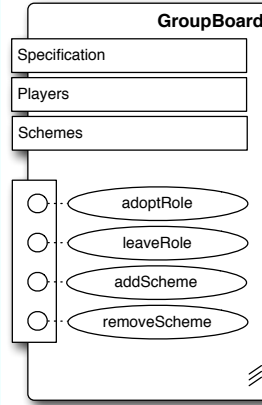 GroupBoard
Specification
Players
Schemes
adoptRole
leaveRole
addScheme
removeScheme